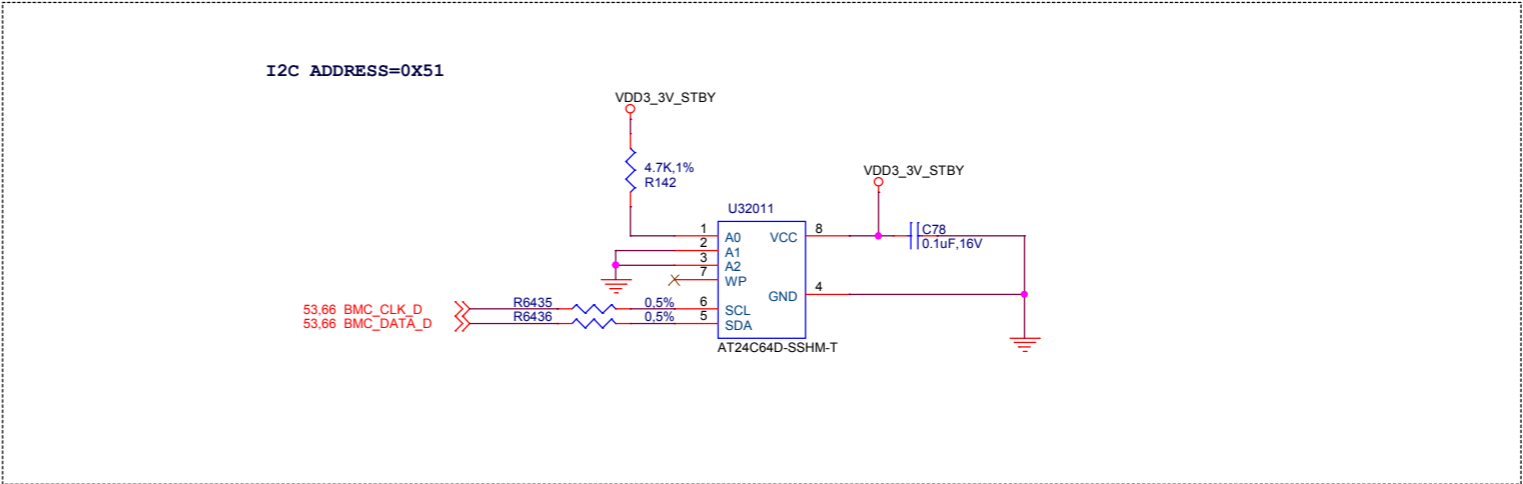 I2C ADDRESS=0X51
VDD3_3V_STBY
4.7K,1%
R142
VDD3_3V_STBY
U32011
1 A0
2 A1
3 A2
7 WP
6 SCL
5 SDA
VCC 8
GND 4
C78
0.1uF,16V
53,66 BMC_CLK_D R6435 0,5%
53,66 BMC_DATA_D R6436 0,5%
AT24C64D-SSHM-T